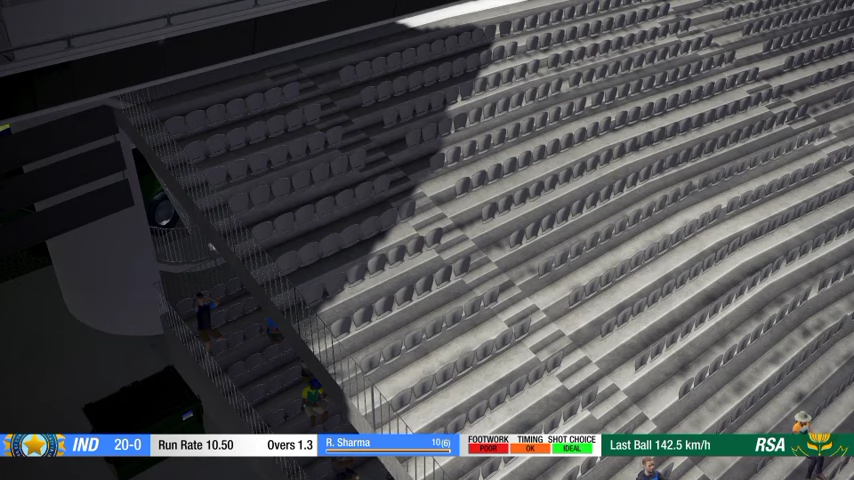 IND 20-0 Run Rate 10.50 Overs 1.3 R. Sharma 10(6) FOOTWORK TIMING SHOT CHOICE Last Ball 142.5 km/h RSA
POOR OK IDEAL